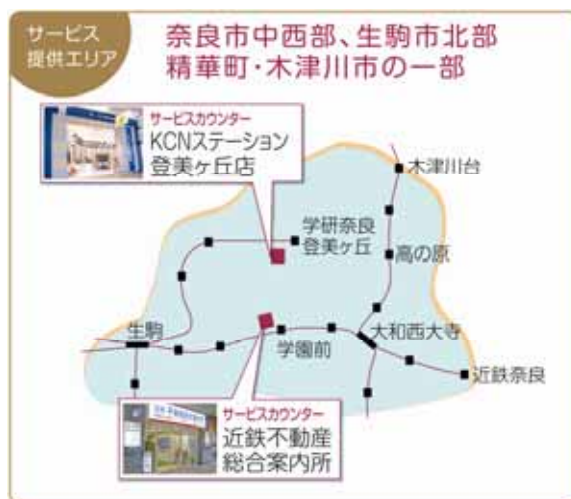 サービス
提供エリア
奈良市中西部、生駒市北部
精華町・木津川市の一部
サービスカウンター
KCNステーション
登美ヶ丘店
木津川台
学研奈良
登美ヶ丘
高の原
生駒
学園前
大和西大寺
近鉄奈良
サービスカウンター
近鉄不動産
総合案内所